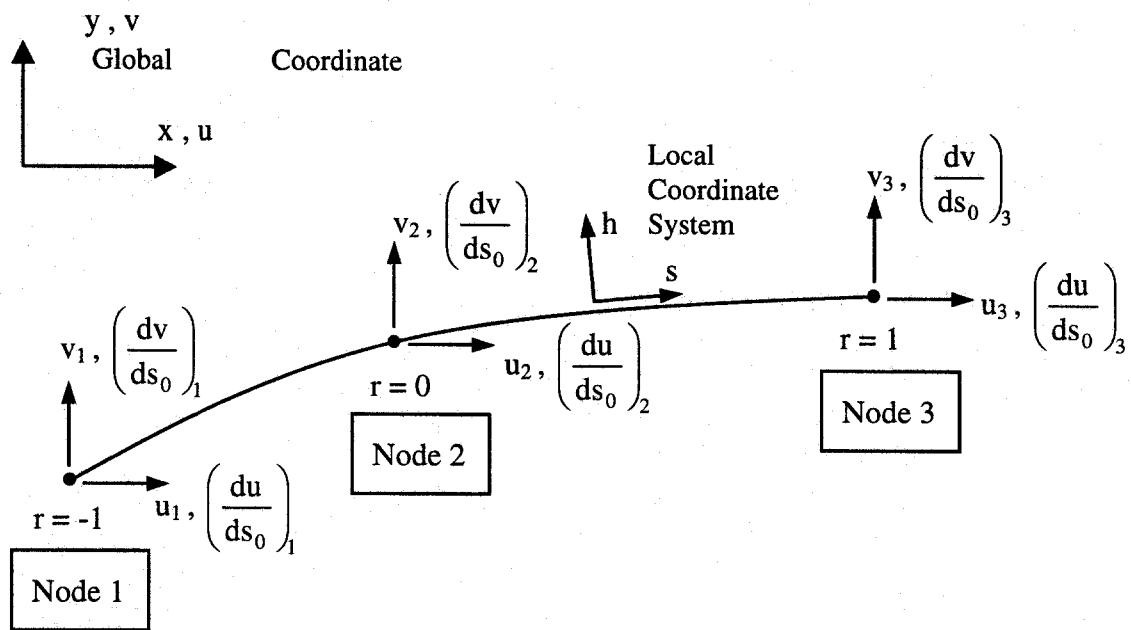 y , v
Global Coordinate
x , u
Local
Coordinate
System
h
s
v₁ , (dv/ds₀)₁
u₁ , (du/ds₀)₁
r = -1
Node 1
v₂ , (dv/ds₀)₂
u₂ , (du/ds₀)₂
r = 0
Node 2
v₃ , (dv/ds₀)₃
u₃ , (du/ds₀)₃
r = 1
Node 3